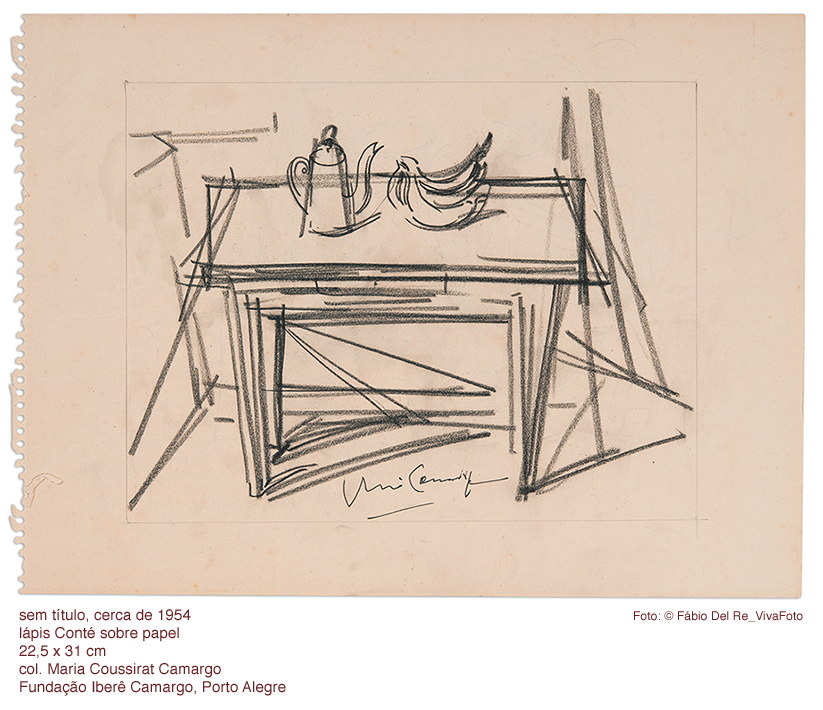 sem título, cerca de 1954
lápis Conté sobre papel
22,5 x 31 cm
col. Maria Coussirat Camargo
Fundação Iberê Camargo, Porto Alegre
Foto: © Fábio Del Re_VivaFoto